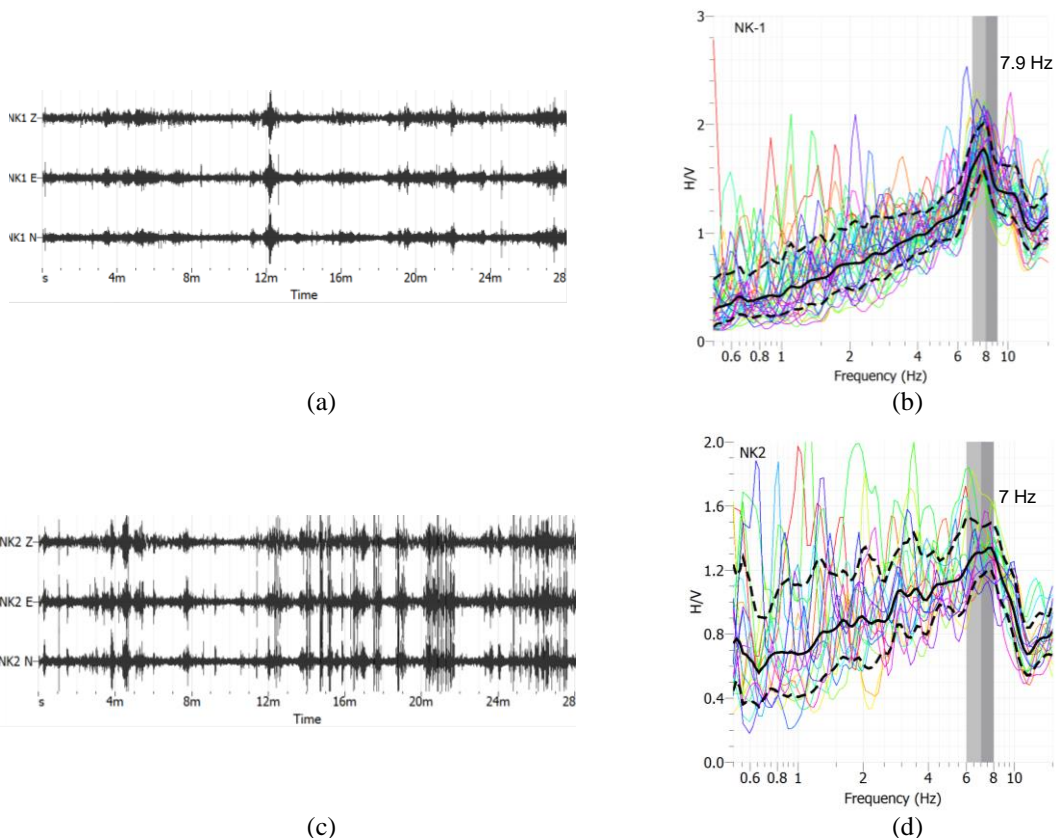 NK1 Z
NK1 E
NK1 N
s 4m 8m 12m 16m 20m 24m 28
Time
(a)
NK-1
7.9 Hz
3
2
1
0
H/V
0.6 0.8 1 2 4 6 8 10
Frequency (Hz)
(b)
NK2 Z
NK2 E
NK2 N
s 4m 8m 12m 16m 20m 24m 28
Time
(c)
NK2
7 Hz
2.0
1.6
1.2
0.8
0.4
0.0
H/V
0.6 0.8 1 2 4 6 8 10
Frequency (Hz)
(d)